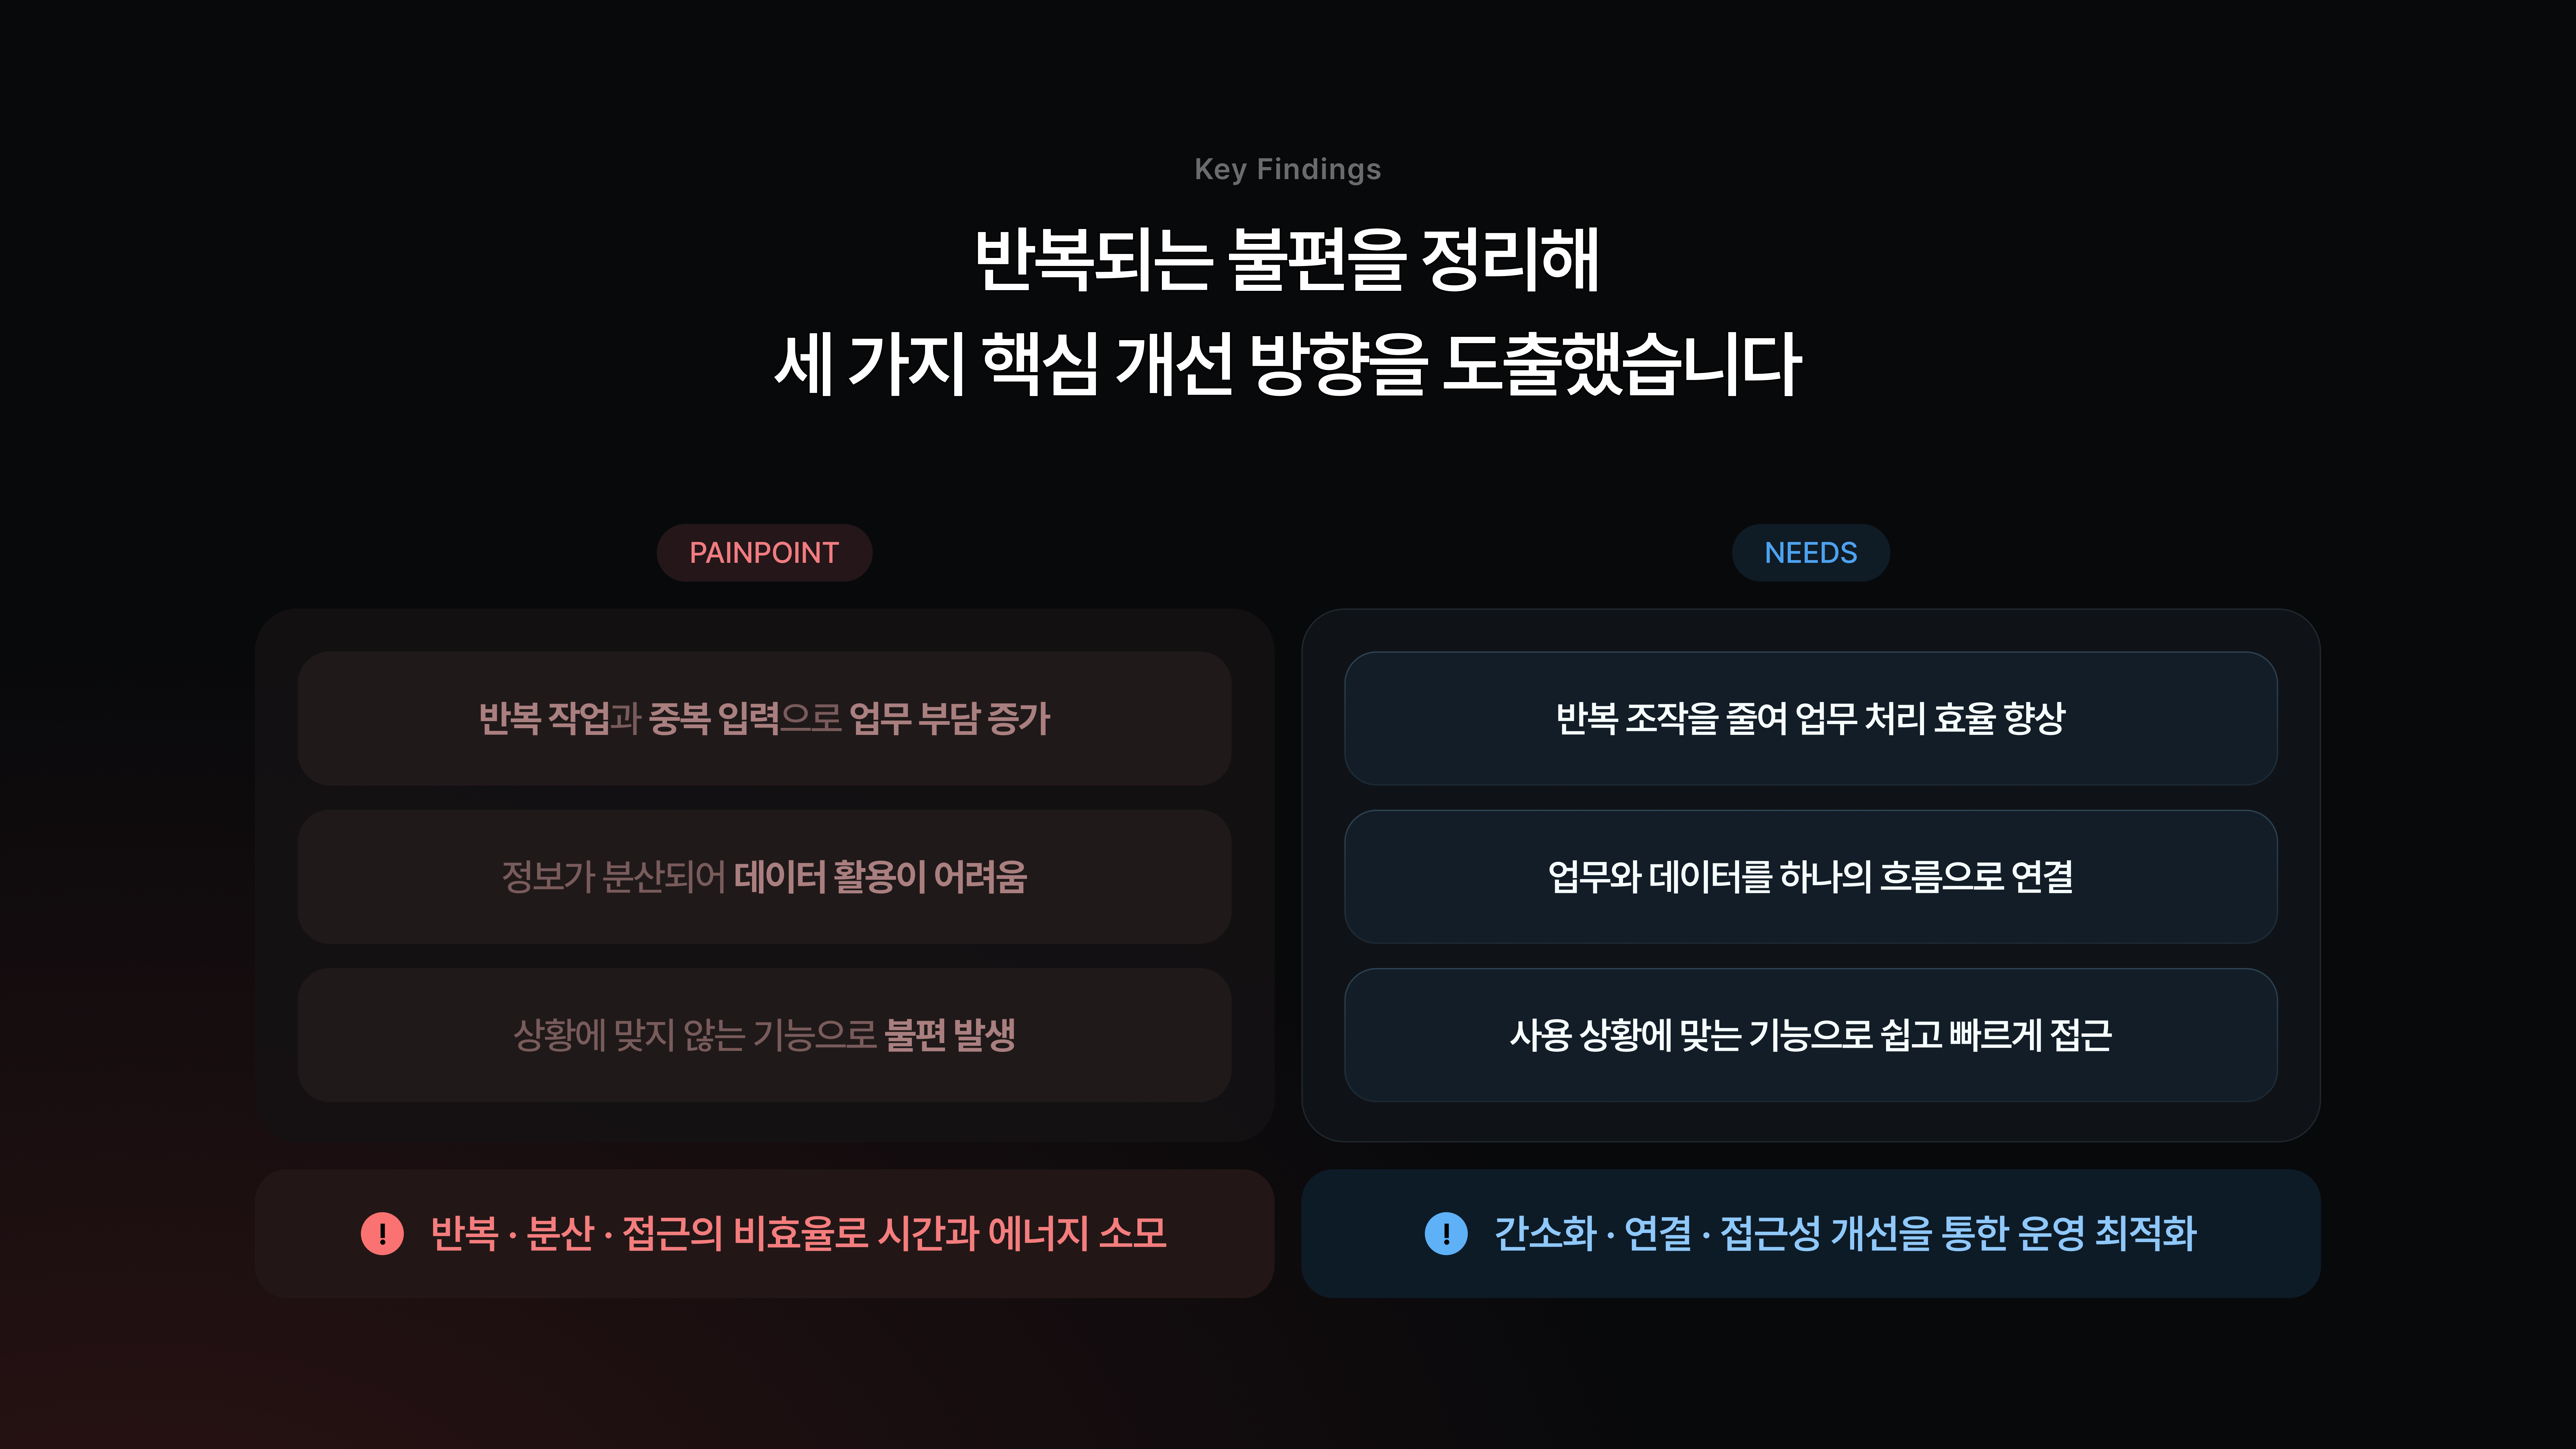 Key Findings
반복되는 불편을 정리해
세 가지 핵심 개선 방향을 도출했습니다
PAINPOINT
반복 작업과 중복 입력으로 업무 부담 증가
정보가 분산되어 데이터 활용이 어려움
상황에 맞지 않는 기능으로 불편 발생
! 반복 · 분산 · 접근의 비효율로 시간과 에너지 소모
NEEDS
반복 조작을 줄여 업무 처리 효율 향상
업무와 데이터를 하나의 흐름으로 연결
사용 상황에 맞는 기능으로 쉽고 빠르게 접근
! 간소화 · 연결 · 접근성 개선을 통한 운영 최적화